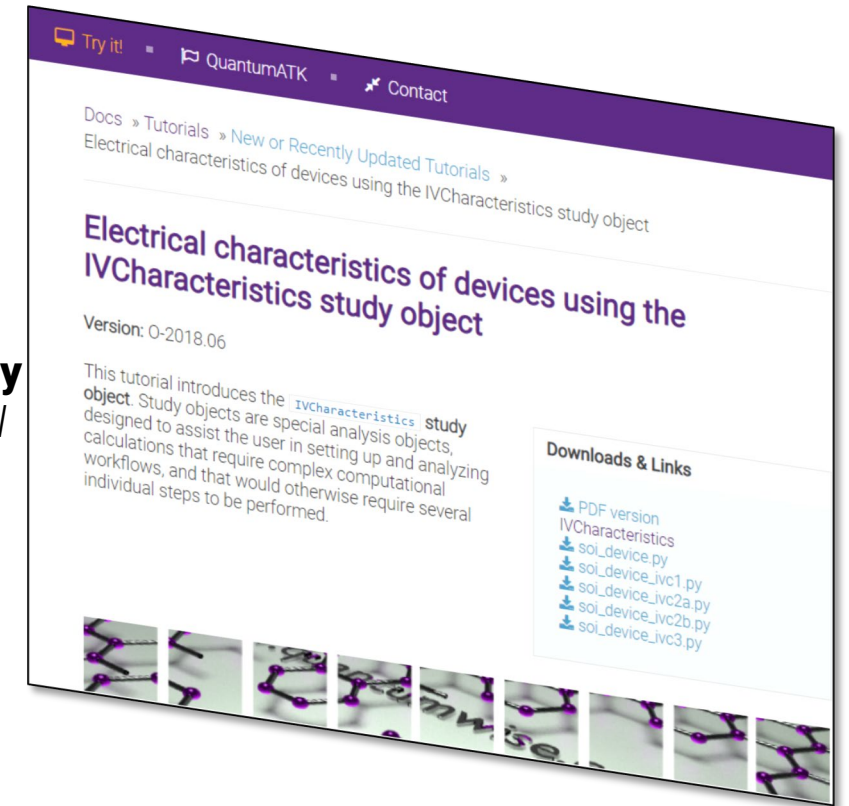 Try it! ▪ QuantumATK ▪ Contact
Docs » Tutorials » New or Recently Updated Tutorials »
Electrical characteristics of devices using the IVCharacteristics study object
Electrical characteristics of devices using the
IVCharacteristics study object
Version: O-2018.06
This tutorial introduces the IVCharacteristics study
object. Study objects are special analysis objects,
designed to assist the user in setting up and analyzing
calculations that require complex computational
workflows, and that would otherwise require several
individual steps to be performed.
Downloads & Links
PDF version
IVCharacteristics
soi_device.py
soi_device_ivc1.py
soi_device_ivc2a.py
soi_device_ivc2b.py
soi_device_ivc3.py
y